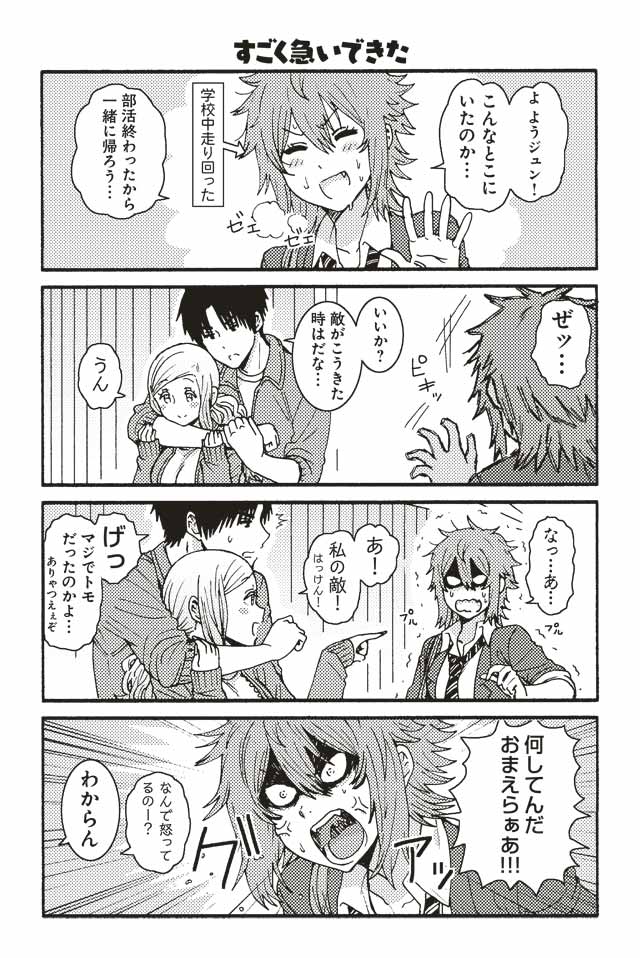 すごく急いできた
よ ようジュン!
こんなとこに
いたのか…
学校中走り回った
部活終わったから
一緒に帰ろう…
ゼェ
ゼェ
ぜッ…
ピキッ
いいか?
敵がこうきた
時はだな…
うん
なっ…あ…
プル
プル
あ!
私の敵!
はっけん!
げっ
マジでトモ
だったのかよ…
ありゃつえぇぞ
何してんだ
おまえらぁあ!!!
グアッ
なんで怒って
るのー?
わからん